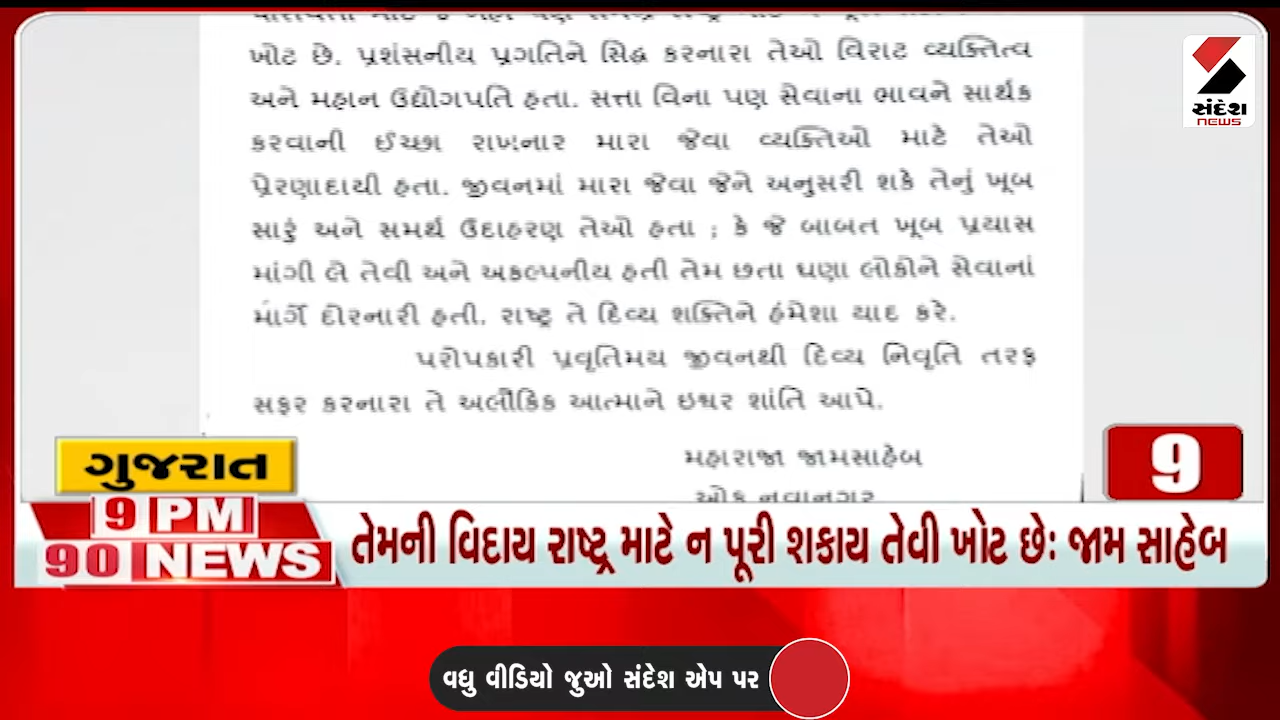 ખોટ છે. પ્રશંસનીય પ્રગતિને સિદ્ધ કરનારા તેઓ વિરાટ વ્યક્તિત્વ
અને મહાન ઉદ્યોગપતિ હતા. સત્તા વિના પણ સેવાના ભાવને સાર્થક
કરવાની ઈચ્છા રાખનાર મારા જેવા વ્યક્તિઓ માટે તેઓ
પ્રેરણાદાયી હતા. જીવનમાં મારા જેવા જેને અનુસરી શકે તેનું ખૂબ
સારું અને સમર્થ ઉદાહરણ તેઓ હતા ; કે જે બાબત ખૂબ પ્રયાસ
માંગી લે તેવી અને અકલ્પનીય હતી તેમ છતા ઘણા લોકોને સેવાનાં
માર્ગે દોરનારી હતી. રાષ્ટ્ર તે દિવ્ય શક્તિને હંમેશા યાદ કરે.
પરોપકારી પ્રવૃતિમય જીવનથી દિવ્ય નિવૃતિ તરફ
સફર કરનારા તે અલૌકિક આત્માને ઇશ્વર શાંતિ આપે.
મહારાજા જામસાહેબ
ઓફ નવાનગર
સંદેશ
NEWS
ગુજરાત
9
9 PM
90 NEWS
તેમની વિદાય રાષ્ટ્ર માટે ન પૂરી શકાય તેવી ખોટ છેઃ જામ સાહેબ
વધુ વીડિયો જુઓ સંદેશ એપ પર